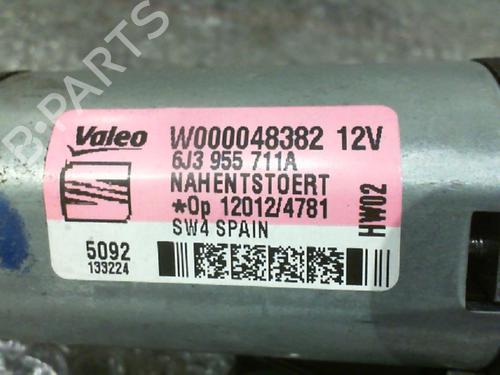 B-PARTS
Valeo
W000048382 12V
6J3 955 711A
NAHENTSTOERT
*Op 12012/4781
SW4 SPAIN
HW02
5092
133224